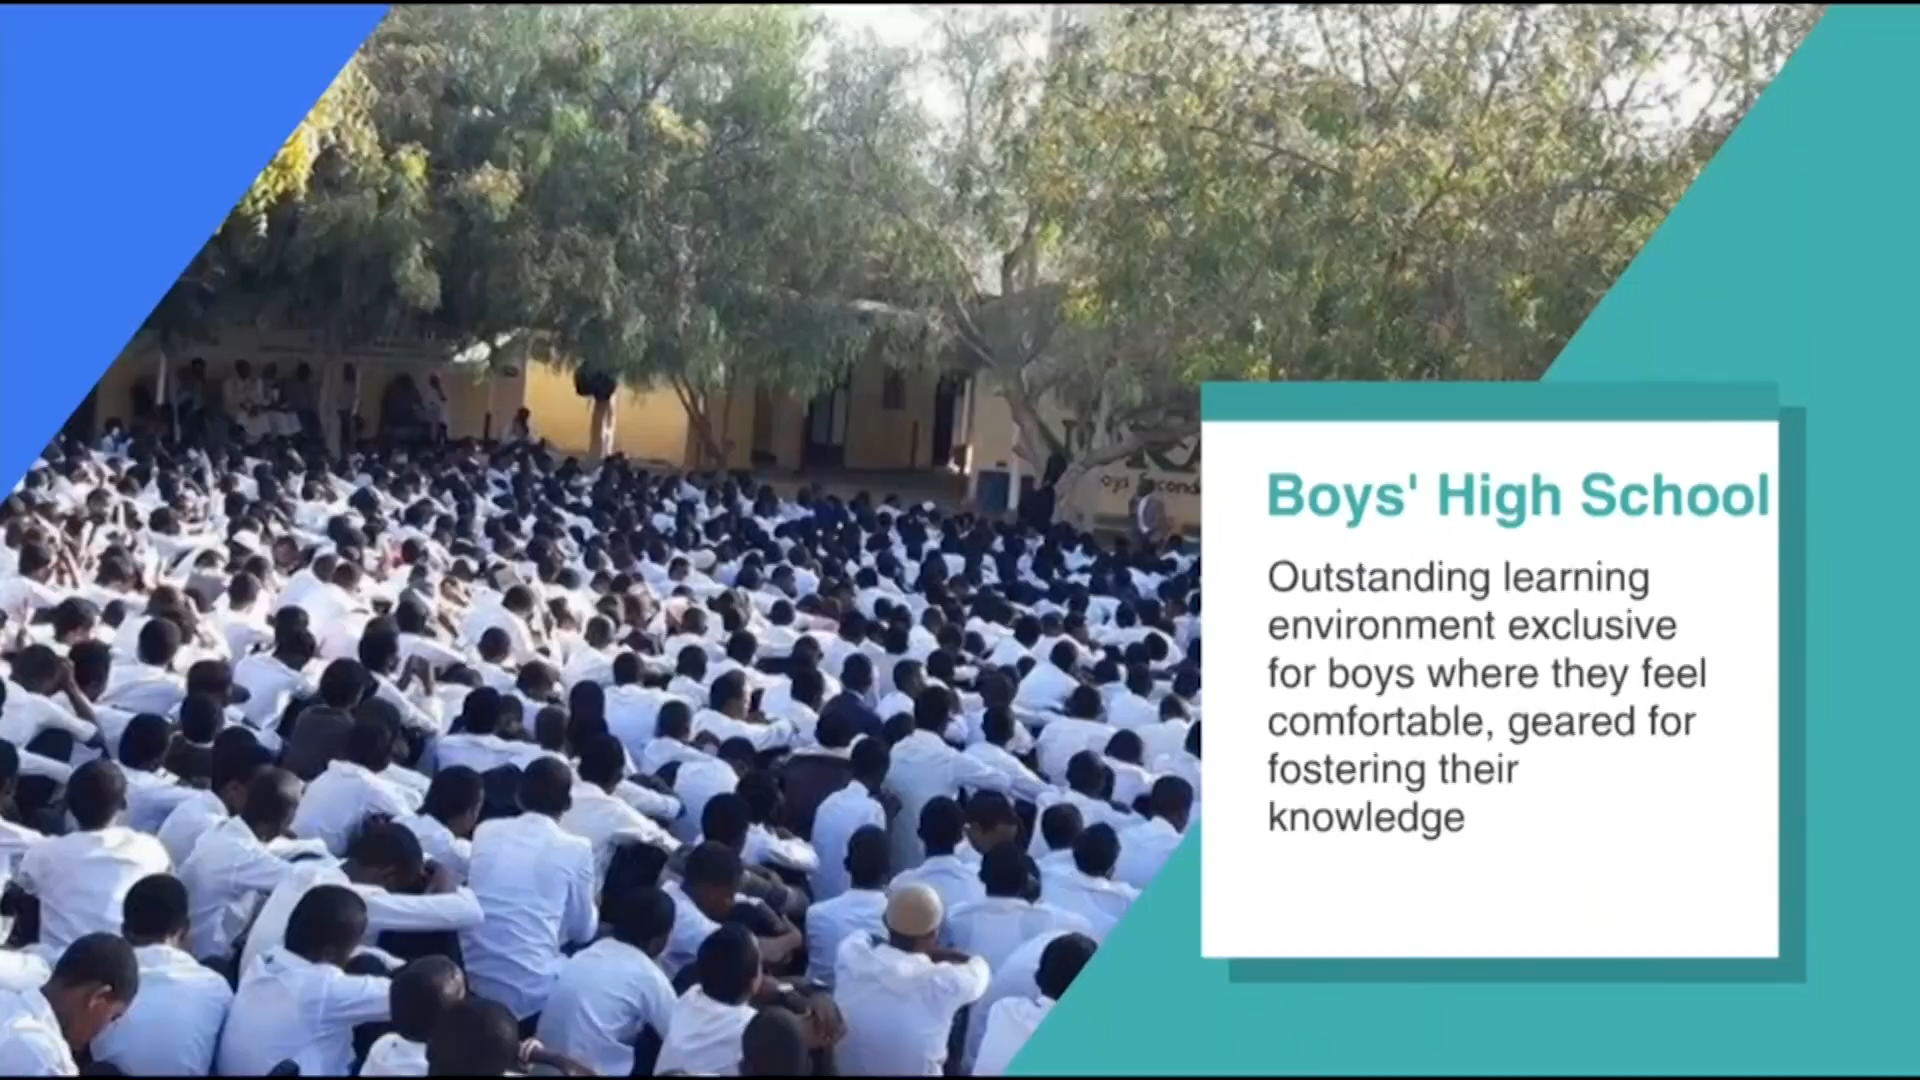 Boys' High School
Outstanding learning
environment exclusive
for boys where they feel
comfortable, geared for
fostering their
knowledge